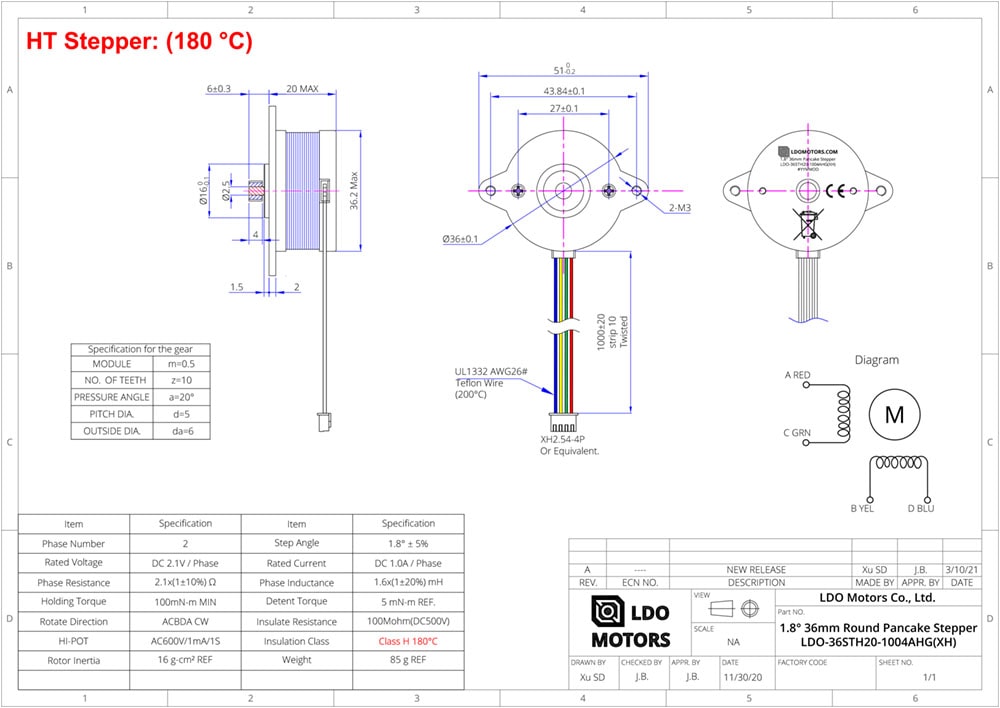 1 2 3 4 5 6
HT Stepper: (180 °C)
A
B
C
D
A
B
C
D
6±0.3
20 MAX
Ø16 0 -0.1
Ø2.5
36.2 Max
4
1.5
2
51 0 -0.2
43.84±0.1
27±0.1
2-M3
Ø36±0.1
1000±20
strip 10
Twisted
UL1332 AWG26#
Teflon Wire
(200°C)
XH2.54-4P
Or Equivalent.
LDOMOTORS.COM
1.8° 36mm Pancake Stepper
LDO-36STH20-1004AHG(XH)
CE
Diagram
A RED
C GRN
M
B YEL D BLU
Specification for the gear
MODULE m=0.5
NO. OF TEETH z=10
PRESSURE ANGLE a=20°
PITCH DIA. d=5
OUTSIDE DIA. da=6
Item Specification Item Specification
Phase Number 2 Step Angle 1.8° ± 5%
Rated Voltage DC 2.1V / Phase Rated Current DC 1.0A / Phase
Phase Resistance 2.1x(1±10%) Ω Phase Inductance 1.6x(1±20%) mH
Holding Torque 100mN·m MIN Detent Torque 5 mN·m REF.
Rotate Direction ACBDA CW Insulate Resistance 100Mohm(DC500V)
HI-POT AC600V/1mA/1S Insulation Class Class H 180°C
Rotor Inertia 16 g·cm² REF Weight 85 g REF
A ---- NEW RELEASE Xu SD J.B. 3/10/21
REV. ECN NO. DESCRIPTION MADE BY APPR. BY DATE
LDO
MOTORS
VIEW
SCALE
NA
LDO Motors Co., Ltd.
Part NO.
1.8° 36mm Round Pancake Stepper
LDO-36STH20-1004AHG(XH)
DRAWN BY CHECKED BY APPR. BY DATE FACTORY CODE SHEET NO.
Xu SD J.B. J.B. 11/30/20 1/1
1 2 3 4 5 6